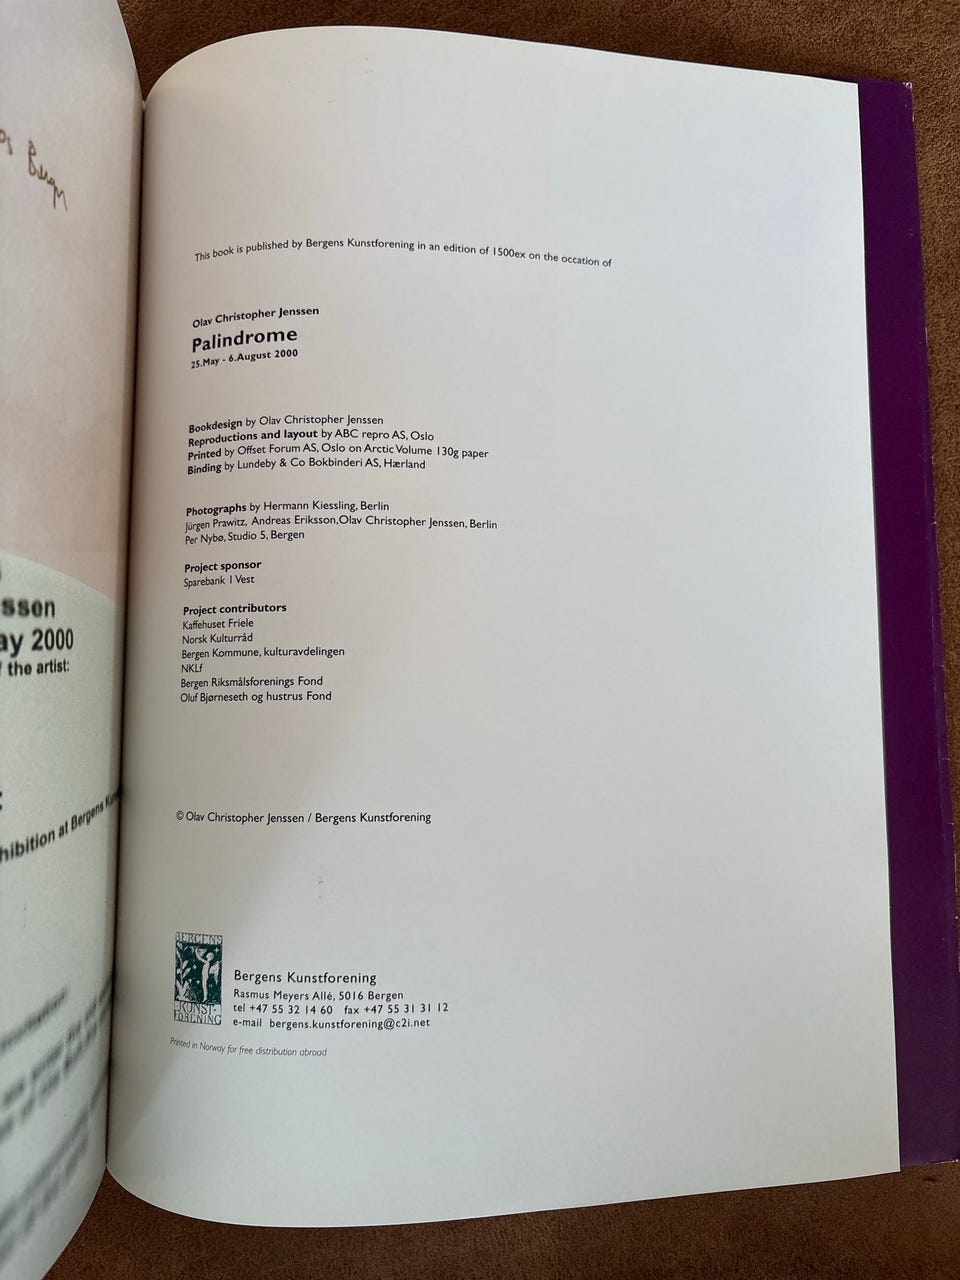 Bergn
ssen
ay 2000
the artist:
hibition at Bergens Kun
This book is published by Bergens Kunstforening in an edition of 1500ex on the occation of
Olav Christopher Jenssen
Palindrome
25.May - 6.August 2000
Bookdesign by Olav Christopher Jenssen
Reproductions and layout by ABC repro AS, Oslo
Printed by Offset Forum AS, Oslo on Arctic Volume 130g paper
Binding by Lundeby & Co Bokbinderi AS, Hærland
Photographs by Hermann Kiessling, Berlin
Jürgen Prawitz, Andreas Eriksson,Olav Christopher Jenssen, Berlin
Per Nybø, Studio 5, Bergen
Project sponsor
Sparebank 1 Vest
Project contributors
Kaffehuset Friele
Norsk Kulturråd
Bergen Kommune, kulturavdelingen
NKLf
Bergen Riksmålsforenings Fond
Oluf Bjørneseth og hustrus Fond
© Olav Christopher Jenssen / Bergens Kunstforening
BERGENS
KUNST-
FORENING
Bergens Kunstforening
Rasmus Meyers Allé, 5016 Bergen
tel +47 55 32 14 60 fax +47 55 31 31 12
e-mail bergens.kunstforening@c2i.net
Printed in Norway for free distribution abroad